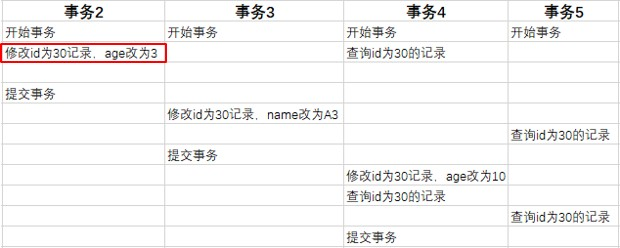 事务2 事务3 事务4 事务5
开始事务 开始事务 开始事务 开始事务
修改id为30记录，age改为3 查询id为30的记录
提交事务
修改id为30记录，name改为A3
查询id为30的记录
提交事务
修改id为30记录，age改为10
查询id为30的记录
查询id为30的记录
提交事务